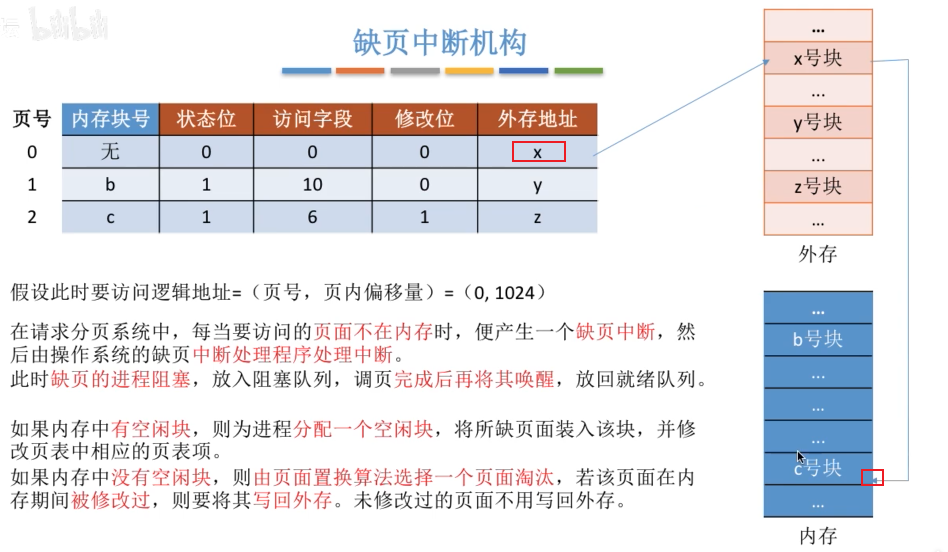 bilibili
缺页中断机构
页号 内存块号 状态位 访问字段 修改位 外存地址
0 无 0 0 0 x
1 b 1 10 0 y
2 c 1 6 1 z
...
x号块
...
y号块
...
z号块
...
外存
假设此时要访问逻辑地址=（页号，页内偏移量）=（0, 1024）
在请求分页系统中，每当要访问的页面不在内存时，便产生一个缺页中断，然
后由操作系统的缺页中断处理程序处理中断。
此时缺页的进程阻塞，放入阻塞队列，调页完成后再将其唤醒，放回就绪队列。
如果内存中有空闲块，则为进程分配一个空闲块，将所缺页面装入该块，并修
改页表中相应的页表项。
如果内存中没有空闲块，则由页面置换算法选择一个页面淘汰，若该页面在内
存期间被修改过，则要将其写回外存。未修改过的页面不用写回外存。
...
b号块
...
...
...
c号块
...
内存